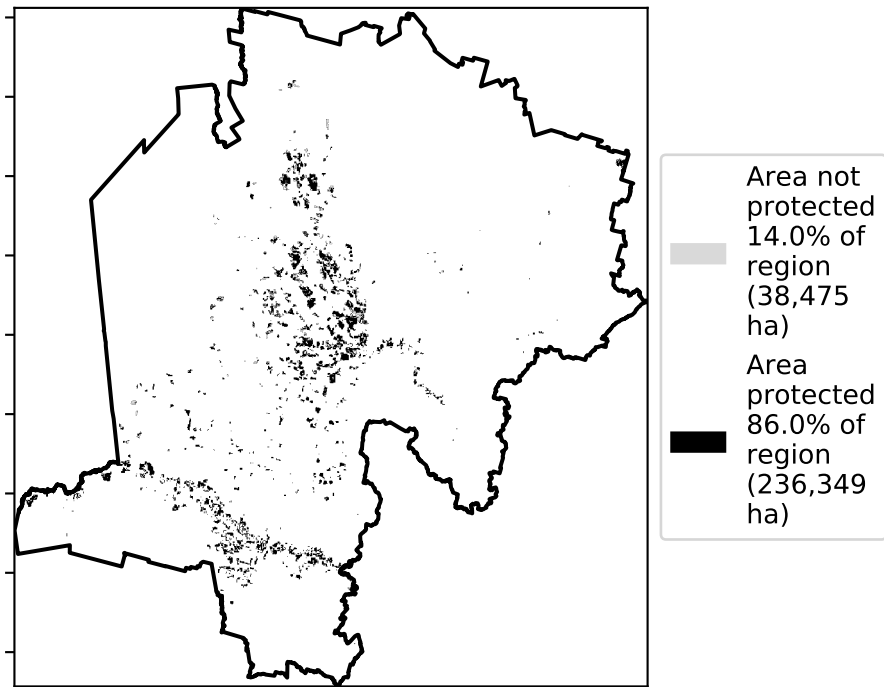 Area not
protected
14.0% of
region
(38,475
ha)
Area
protected
86.0% of
region
(236,349
ha)